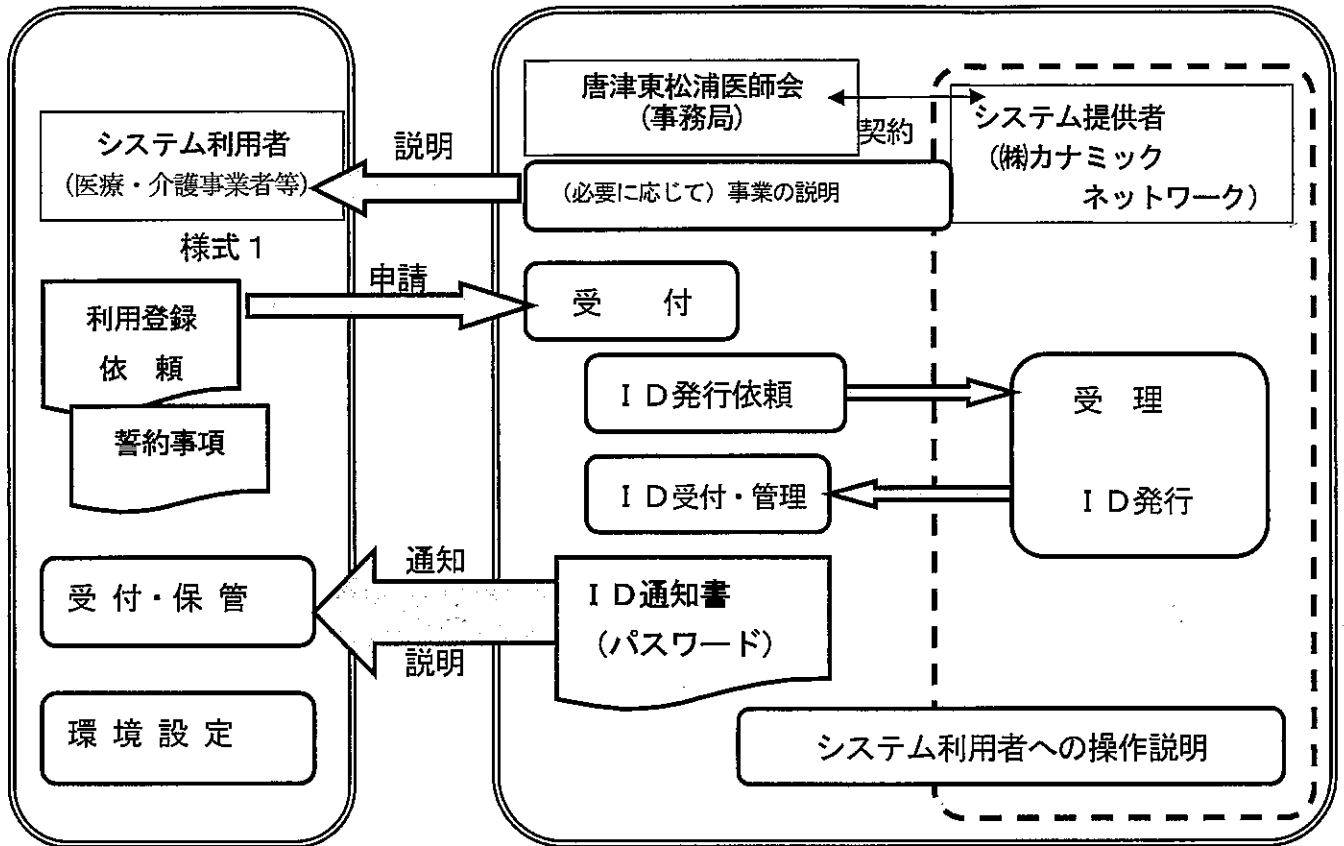 唐津東松浦医師会
(事務局)
契約
システム提供者
(㈱カナミック
ネットワーク)
システム利用者
(医療・介護事業者等)
説明
(必要に応じて)事業の説明
様式1
申請
利用登録
依 頼
誓約事項
受 付
ID発行依頼
受 理
ID受付・管理
ID発行
通知
説明
ID通知書
(パスワード)
受 付・保 管
環 境 設 定
システム利用者への操作説明